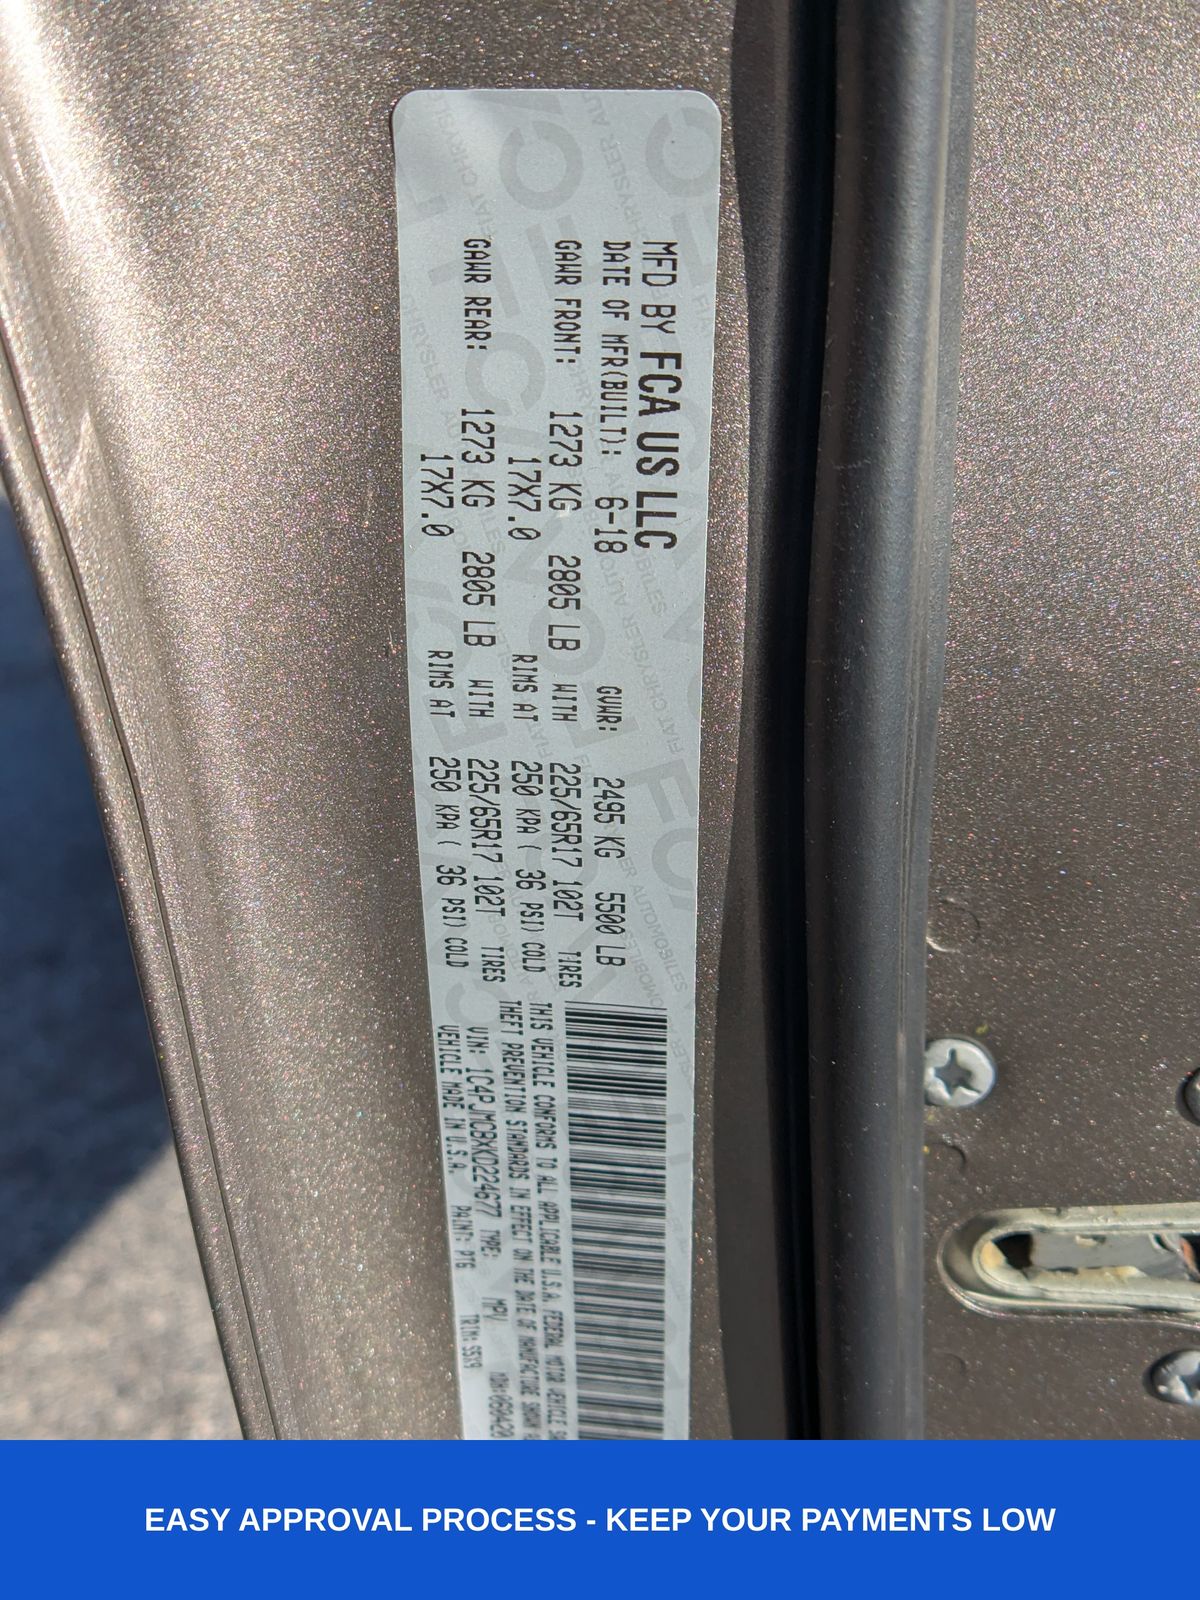 MFD BY FCA US LLC
DATE OF MFR(BUILT): 6-18 GVWR: 2495 KG 5500 LB
GAWR FRONT: 1273 KG 2805 LB WITH 225/65R17 102T TIRES
17X7.0 RIMS AT 250 KPA ( 36 PSI) COLD
GAWR REAR: 1273 KG 2805 LB WITH 225/65R17 102T TIRES
17X7.0 RIMS AT 250 KPA ( 36 PSI) COLD
THIS VEHICLE CONFORMS TO ALL APPLICABLE U.S.A. FEDERAL MOTOR VEHICLE
THEFT PREVENTION STANDARDS IN EFFECT ON THE DATE OF MANUFACTURE SHOWN
VIN: 1C4PJMCBXKD224677 TYPE: MPV
VEHICLE MADE IN U.S.A. PAINT: PTG TRIM:
EASY APPROVAL PROCESS - KEEP YOUR PAYMENTS LOW